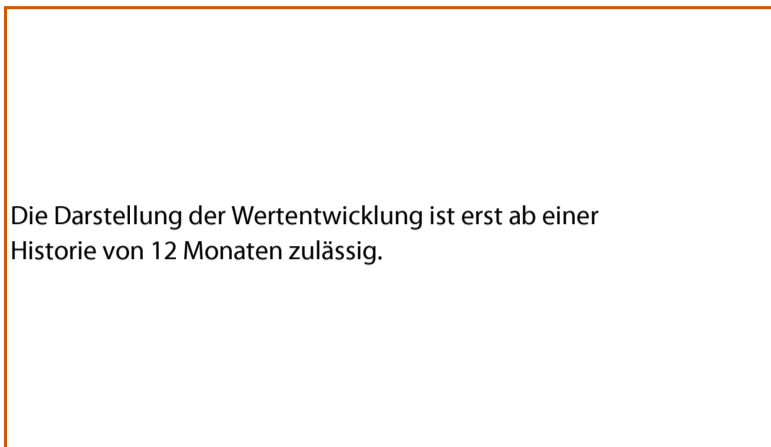 Die Darstellung der Wertentwicklung ist erst ab einer
Historie von 12 Monaten zulässig.